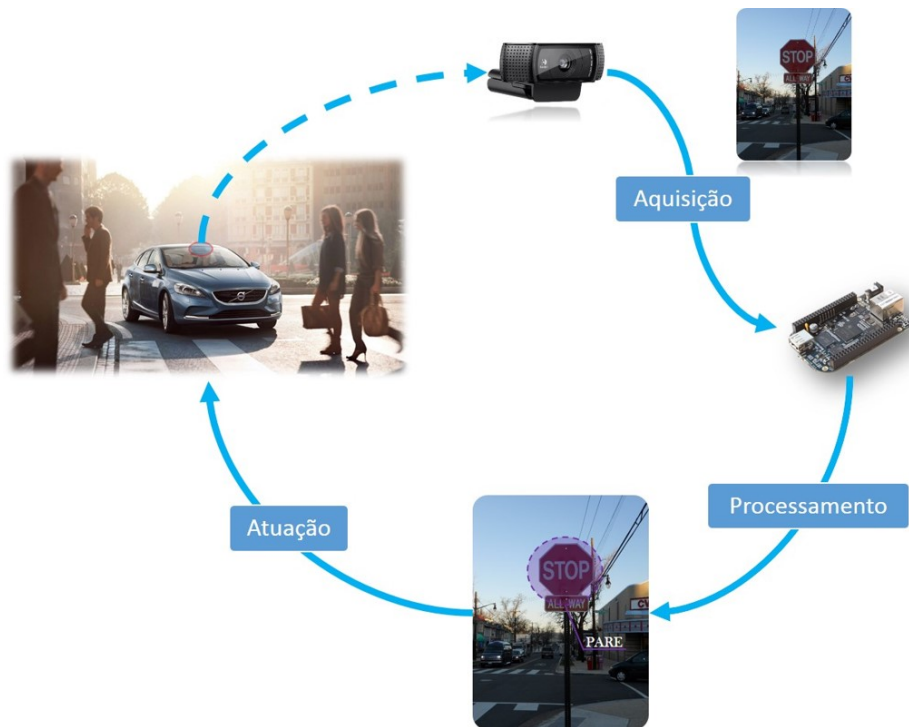 STOP
ALL WAY
Aquisição
Processamento
Atuação
STOP
ALL WAY
PARE